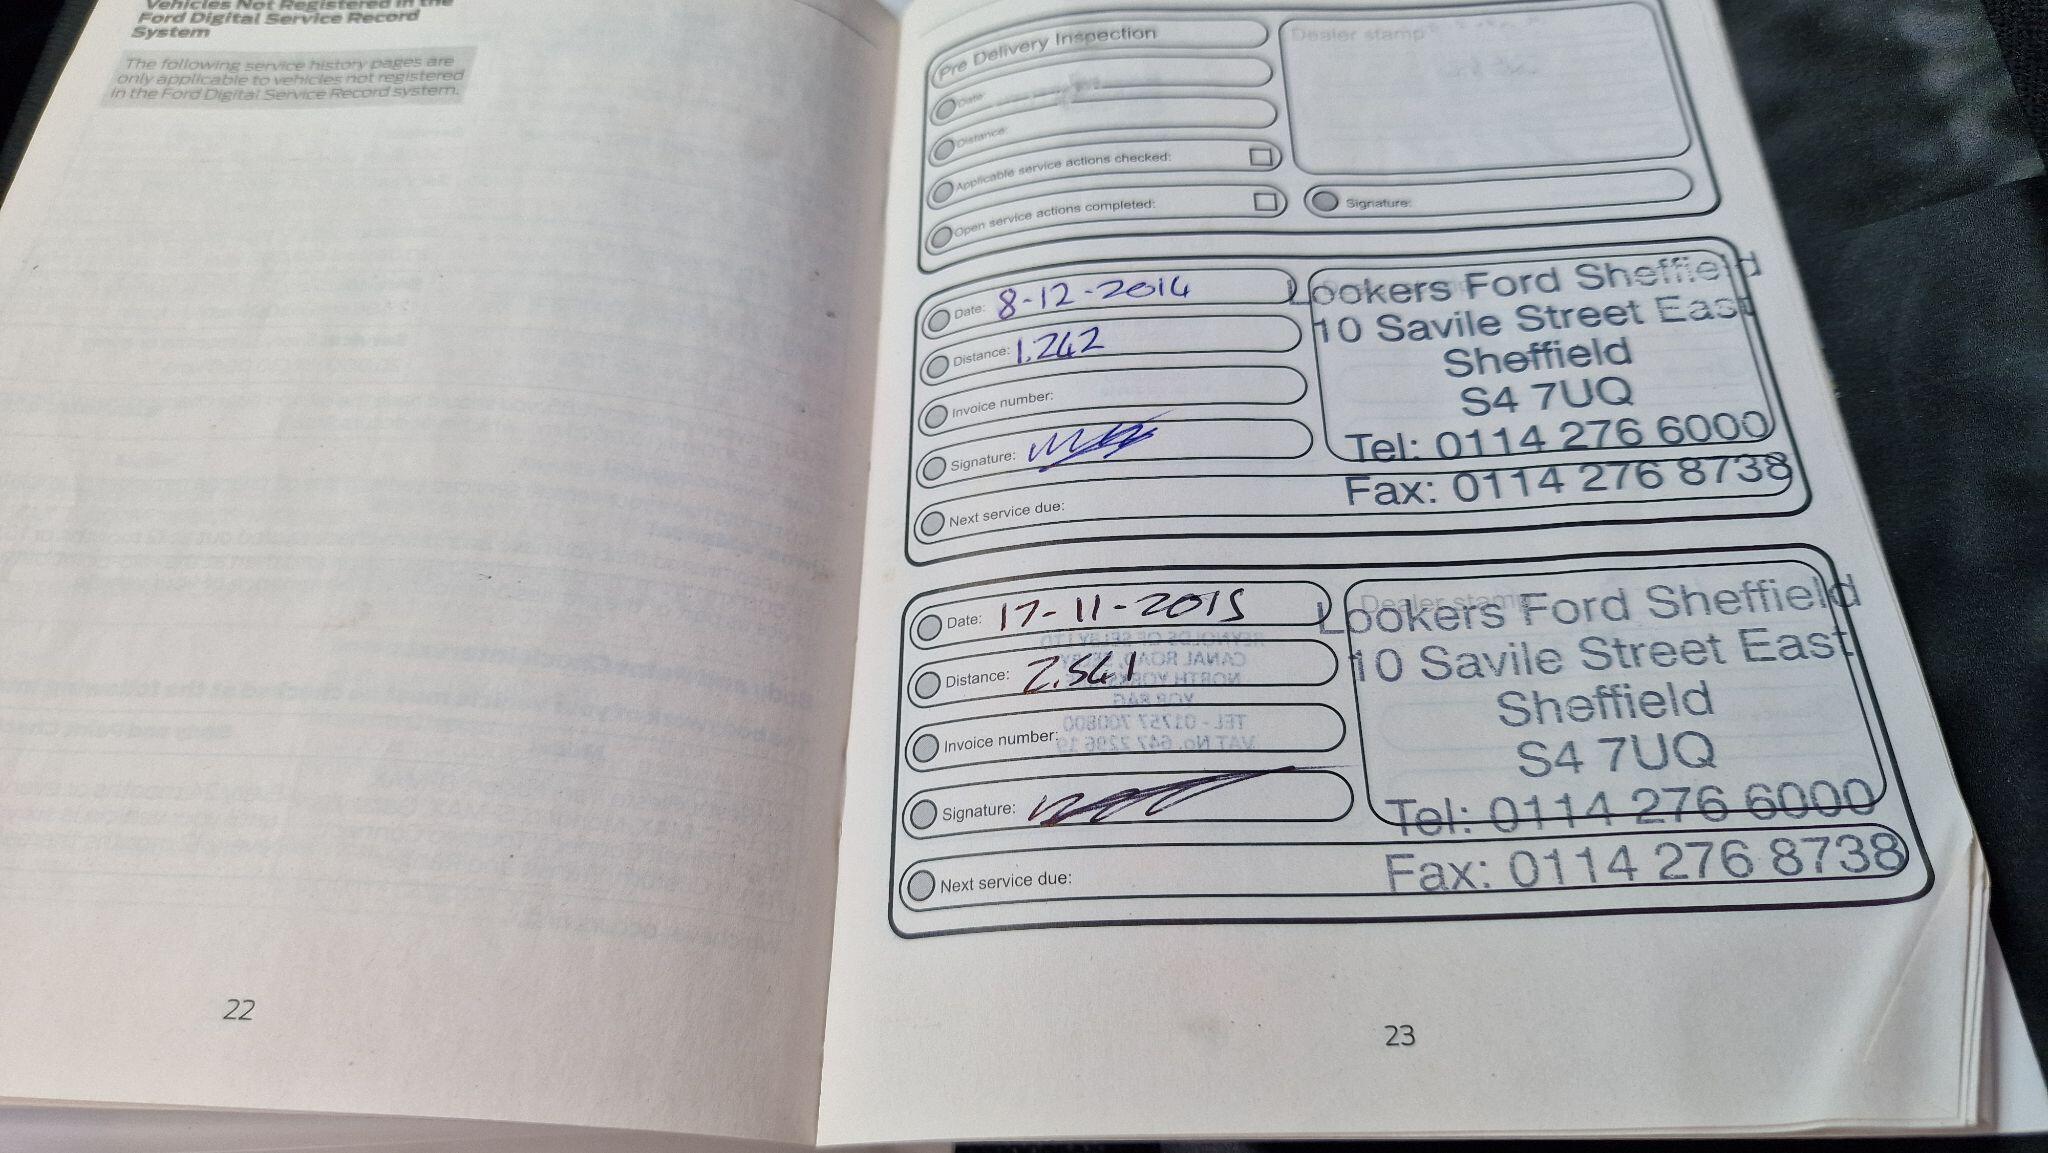 Vehicles Not Registered in the
Ford Digital Service Record
System
The following service history pages are
only applicable to vehicles not registered
in the Ford Digital Service Record system.
22
Pre Delivery Inspection
Date:
Distance:
Applicable service actions checked:
Open service actions completed:
Dealer stamp
Signature:
Date: 8-12-2014
Distance: 1.242
Invoice number:
Signature:
Next service due:
Lookers Ford Sheffield
10 Savile Street East
Sheffield
S4 7UQ
Tel: 0114 276 6000
Fax: 0114 276 8738
Date: 17-11-2015
Distance: 2.541
Invoice number:
Signature:
Next service due:
Dealer stamp
Lookers Ford Sheffield
10 Savile Street East
Sheffield
S4 7UQ
Tel: 0114 276 6000
Fax: 0114 276 8738
23